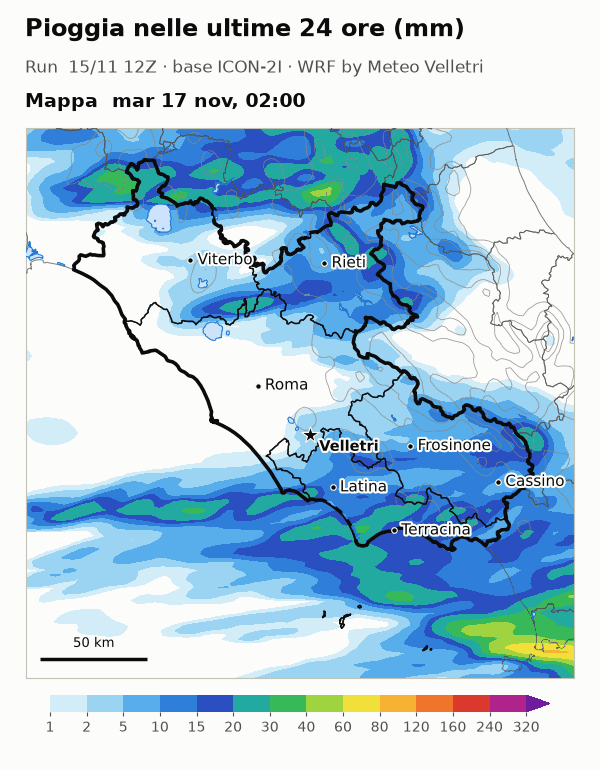 Pioggia nelle ultime 24 ore (mm)
Run  15/11 12Z · base ICON-2I · WRF by Meteo Velletri
Mappa  mar 17 nov, 02:00
Viterbo
Rieti
Roma
Velletri
Frosinone
Latina
Cassino
Terracina
50 km
1 2 5 10 15 20 30 40 60 80 120 160 240 320